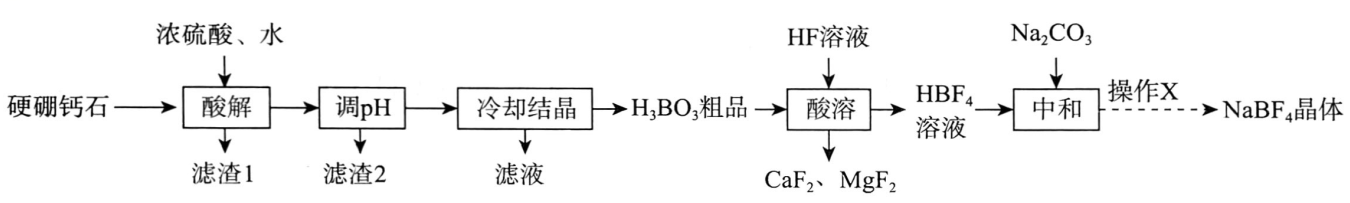 浓硫酸、水
HF溶液
Na₂CO₃
硬硼钙石
酸解
调pH
冷却结晶
H₃BO₃粗品
酸溶
HBF₄
溶液
中和
操作X
NaBF₄晶体
滤渣1
滤渣2
滤液
CaF₂、MgF₂